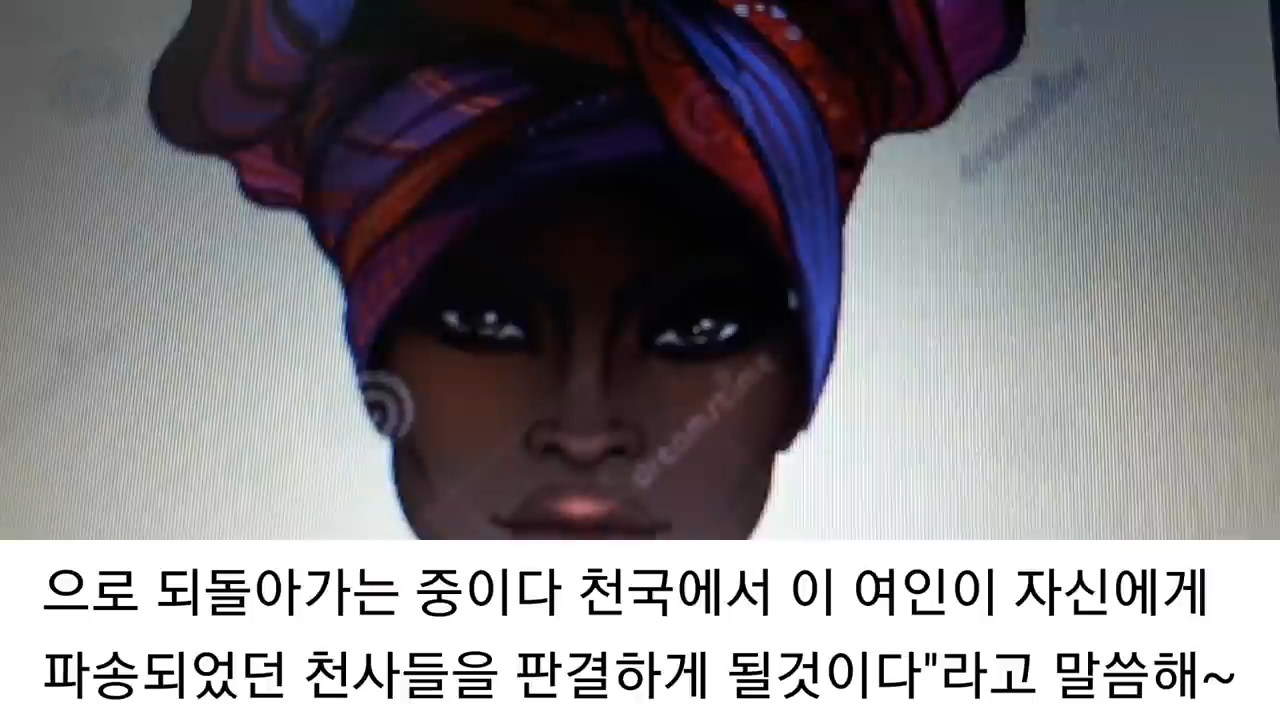 dreamstime
으로 되돌아가는 중이다 천국에서 이 여인이 자신에게
파송되었던 천사들을 판결하게 될것이다"라고 말씀해~